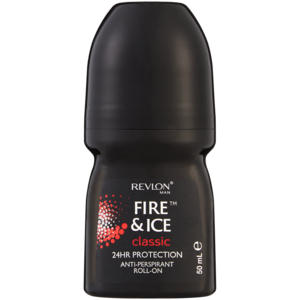 REVLON®
MAN
FIRE™
& ICE
classic
24HR PROTECTION
ANTI-PERSPIRANT
ROLL-ON
50 mL e